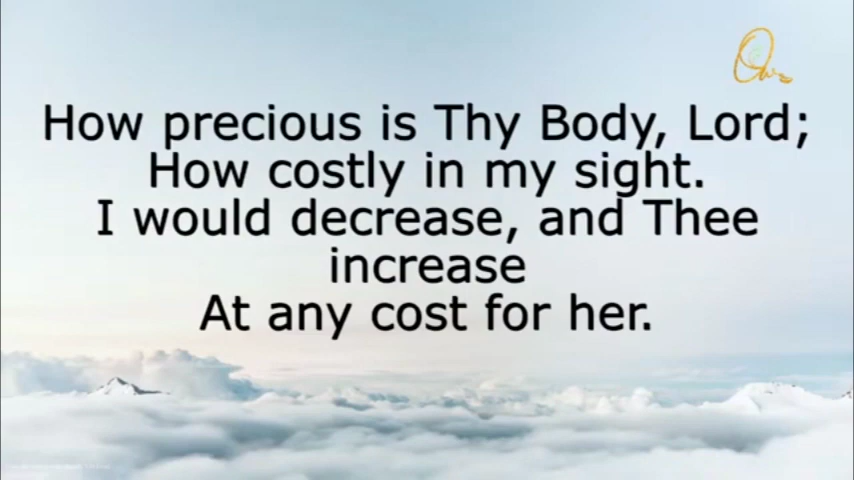 How precious is Thy Body, Lord;
How costly in my sight.
I would decrease, and Thee
increase
At any cost for her.